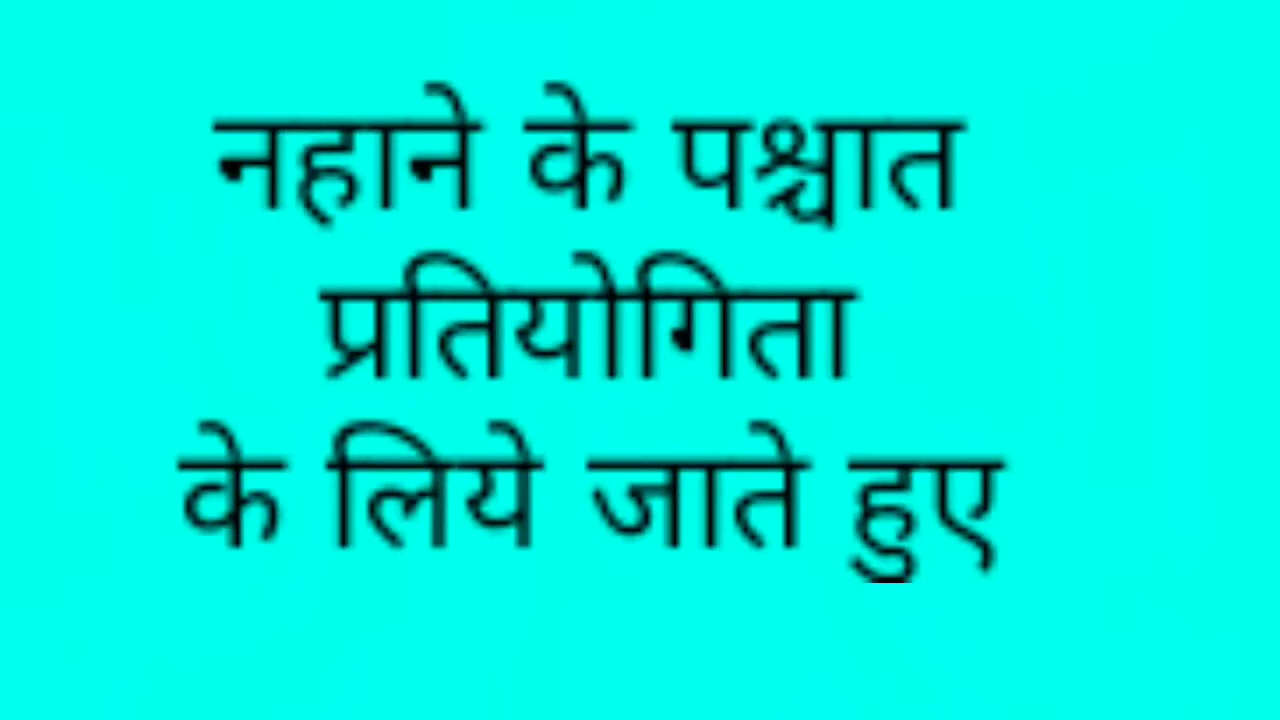 नहाने के पश्चात
प्रतियोगिता
के लिये जाते हुए